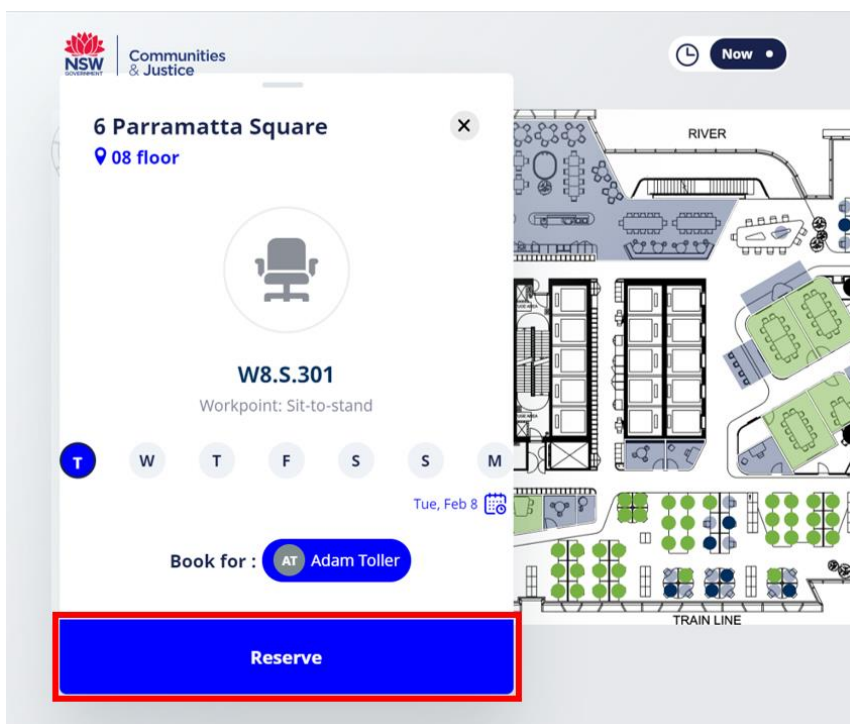 NSW
GOVERNMENT
Communities
& Justice
Now
6 Parramatta Square
08 floor
W8.S.301
Workpoint: Sit-to-stand
T W T F S S M
Tue, Feb 8
Book for : AT Adam Toller
Reserve
RIVER
TRAIN LINE